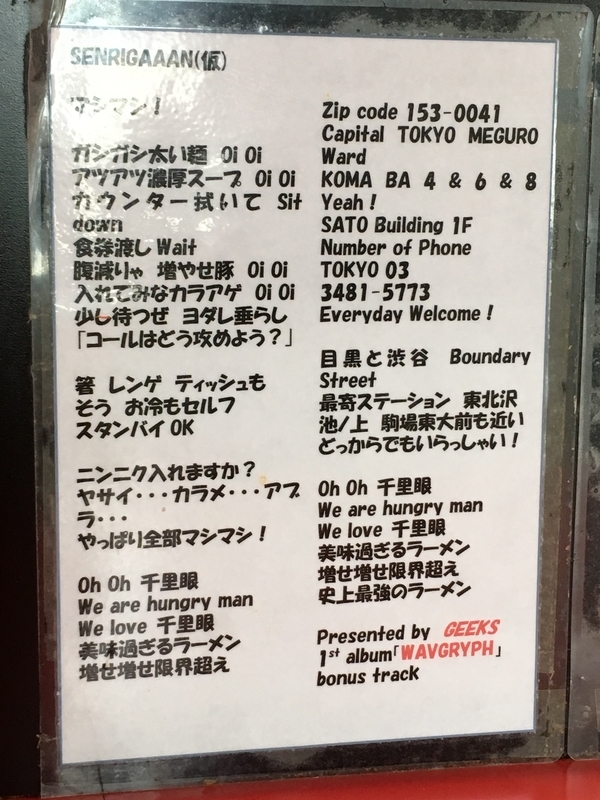 SENRIGAAAN(仮)
マシマシ！
ガシガシ太い麺 Oi Oi
アツアツ濃厚スープ Oi Oi
カウンター拭いて Sit
down
食券渡し Wait
腹減りゃ 増やせ豚 Oi Oi
入れてみなカラアゲ Oi Oi
少し待つぜ ヨダレ垂らし
「コールはどう攻めよう？」
箸 レンゲ ティッシュも
そう お冷もセルフ
スタンバイ OK
ニンニク入れますか？
ヤサイ・・・カラメ・・・アブ
ラ・・・
やっぱり全部マシマシ！
Oh Oh 千里眼
We are hungry man
We love 千里眼
美味過ぎるラーメン
増せ増せ限界超え
Zip code 153-0041
Capital TOKYO MEGURO
Ward
KOMA BA 4 & 6 & 8
Yeah！
SATO Building 1F
Number of Phone
TOKYO 03
3481-5773
Everyday Welcome！
目黒と渋谷 Boundary
Street
最寄ステーション 東北沢
池ノ上 駒場東大前も近い
どっからでもいらっしゃい！
Oh Oh 千里眼
We are hungry man
We love 千里眼
美味過ぎるラーメン
増せ増せ限界超え
史上最強のラーメン
Presented by GEEKS
1st album「WAVGRYPH」
bonus track